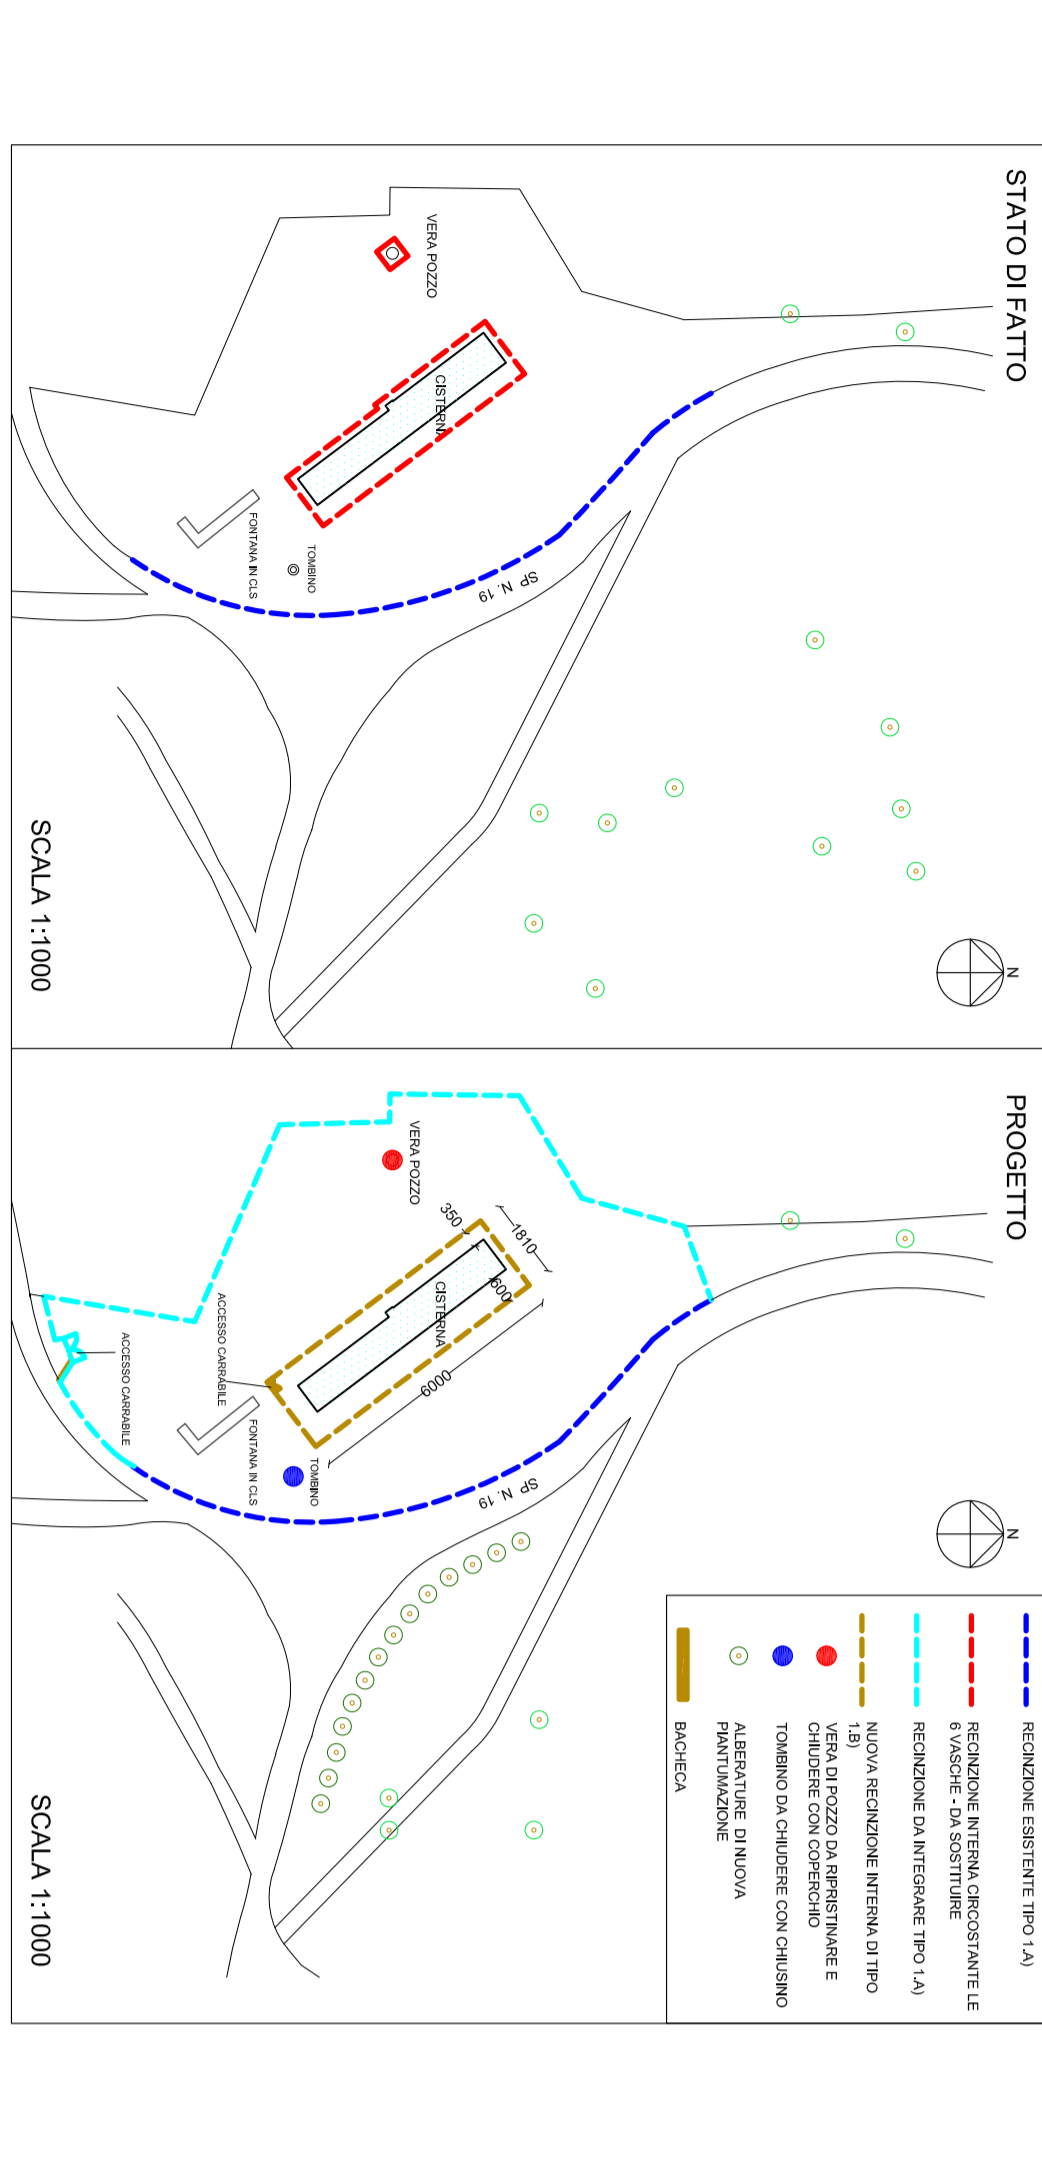 STATO DI FATTO
VERA POZZO
CISTERNA
FONTANA IN CLS
TOMBINO
SP N. 19
N
SCALA 1:1000
PROGETTO
VERA POZZO
350
1810
600
CISTERNA
6000
ACCESSO CARRABILE
ACCESSO CARRABILE
FONTANA IN CLS
TOMBINO
SP N. 19
N
SCALA 1:1000
RECINZIONE ESISTENTE TIPO 1.A)
RECINZIONE INTERNA CIRCOSTANTE LE
6 VASCHE - DA SOSTITUIRE
RECINZIONE DA INTEGRARE TIPO 1.A)
NUOVA RECINZIONE INTERNA DI TIPO
1.B)
VERA DI POZZO DA RIPRISTINARE E
CHIUDERE CON COPERCHIO
TOMBINO DA CHIUDERE CON CHIUSINO
ALBERATURE DI NUOVA
PIANTUMAZIONE
BACHECA